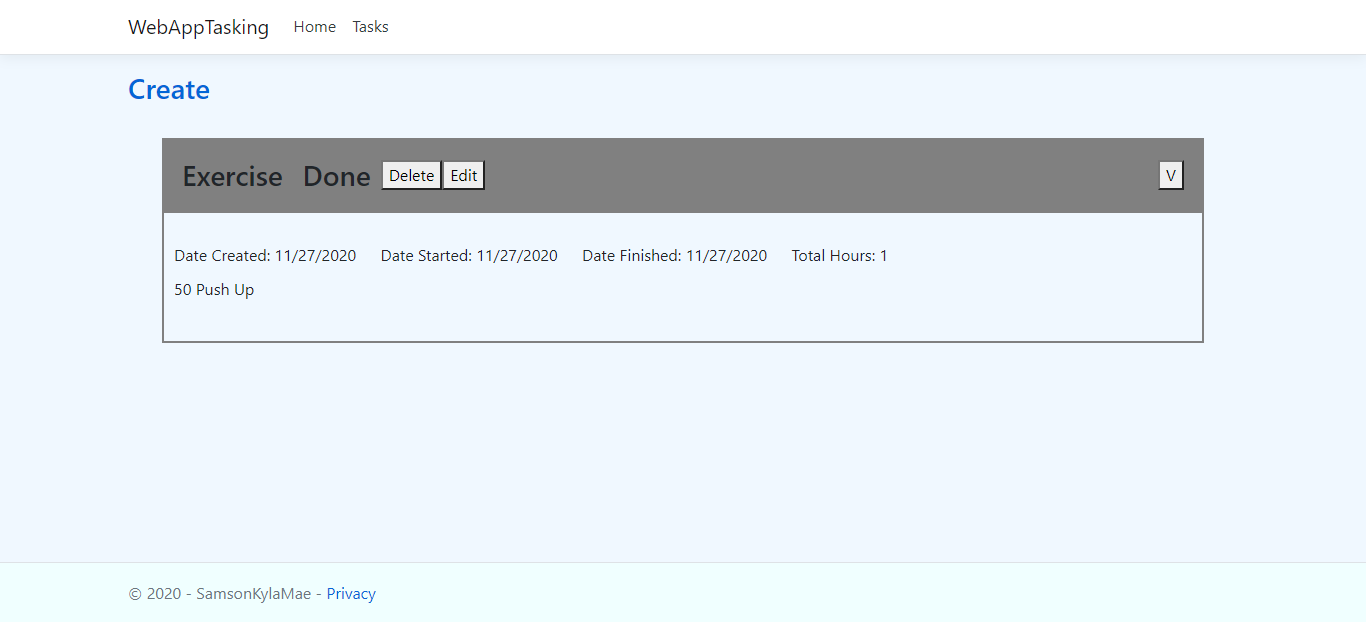 WebAppTasking Home Tasks
Create
Exercise Done Delete Edit V
Date Created: 11/27/2020 Date Started: 11/27/2020 Date Finished: 11/27/2020 Total Hours: 1
50 Push Up
© 2020 - SamsonKylaMae - Privacy